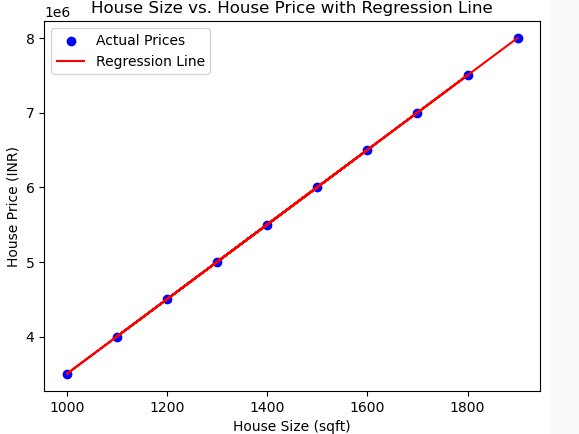 House Size vs. House Price with Regression Line
1e6
Actual Prices
Regression Line
8
7
6
5
4
House Price (INR)
1000 1200 1400 1600 1800
House Size (sqft)